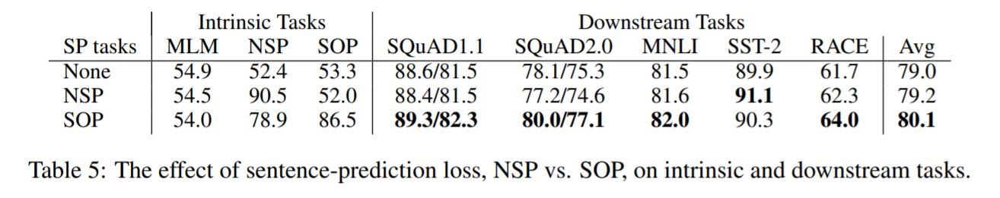 Intrinsic Tasks Downstream Tasks
SP tasks MLM NSP SOP SQuAD1.1 SQuAD2.0 MNLI SST-2 RACE Avg
None 54.9 52.4 53.3 88.6/81.5 78.1/75.3 81.5 89.9 61.7 79.0
NSP 54.5 90.5 52.0 88.4/81.5 77.2/74.6 81.6 91.1 62.3 79.2
SOP 54.0 78.9 86.5 89.3/82.3 80.0/77.1 82.0 90.3 64.0 80.1
Table 5: The effect of sentence-prediction loss, NSP vs. SOP, on intrinsic and downstream tasks.